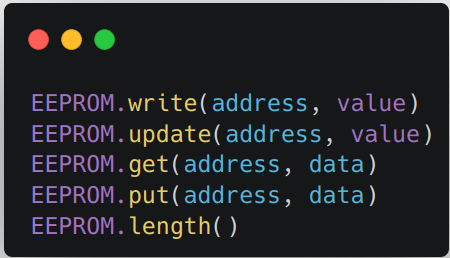 EEPROM.write(address, value)
EEPROM.update(address, value)
EEPROM.get(address, data)
EEPROM.put(address, data)
EEPROM.length()